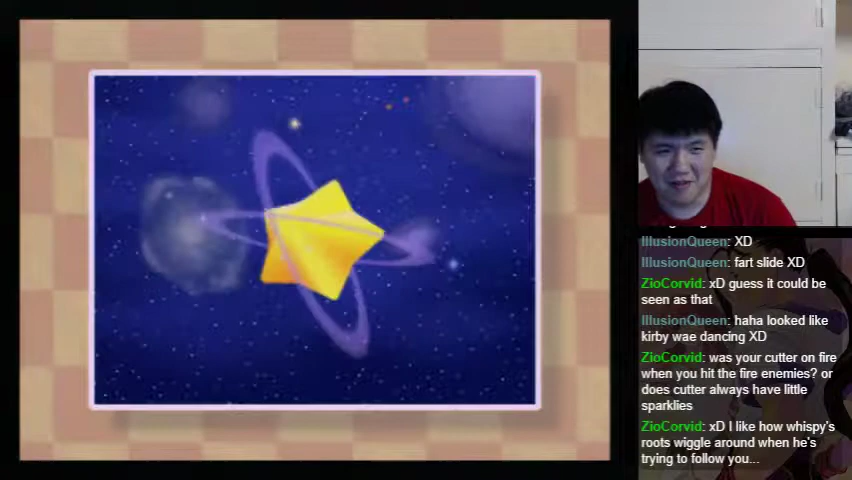 IllusionQueen: XD
IllusionQueen: fart slide XD
ZioCorvid: xD guess it could be
seen as that
IllusionQueen: haha looked like
kirby wae dancing XD
ZioCorvid: was your cutter on fire
when you hit the fire enemies? or
does cutter always have little
sparklies
ZioCorvid: xD I like how whispy's
roots wiggle around when he's
trying to follow you...